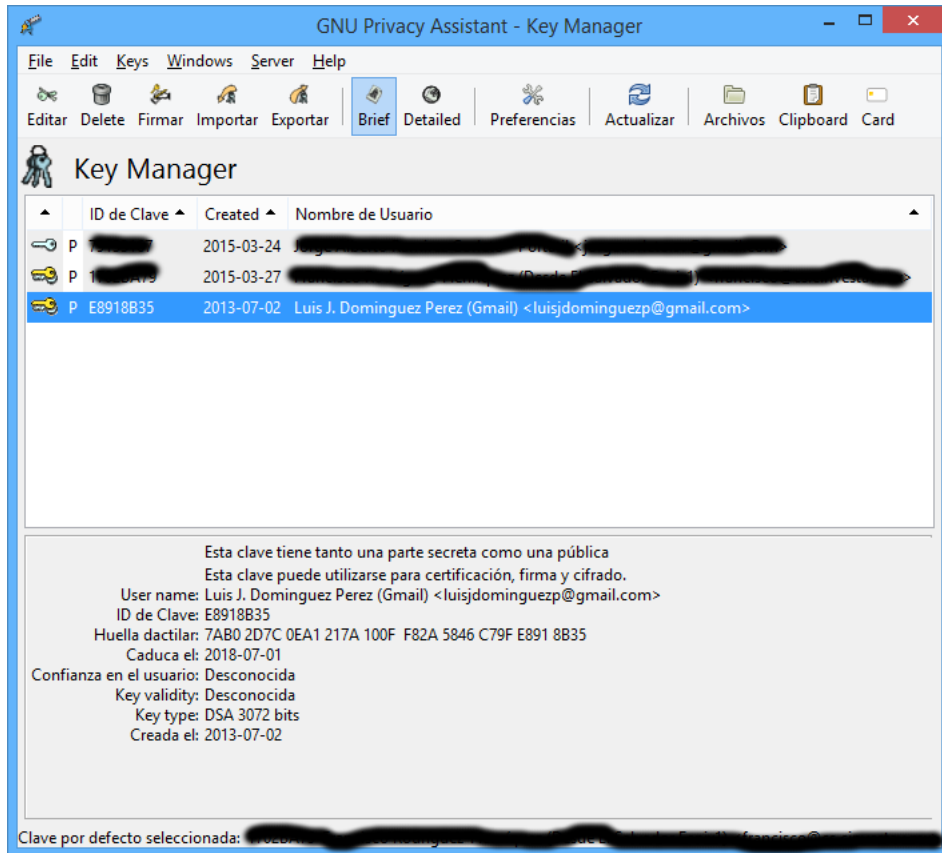 GNU Privacy Assistant - Key Manager
File Edit Keys Windows Server Help
Editar Delete Firmar Importar Exportar Brief Detailed Preferencias Actualizar Archivos Clipboard Card
Key Manager
ID de Clave Created Nombre de Usuario
P 2015-03-24
P 2015-03-27
P E8918B35 2013-07-02 Luis J. Dominguez Perez (Gmail) <luisjdominguezp@gmail.com>
Esta clave tiene tanto una parte secreta como una pública
Esta clave puede utilizarse para certificación, firma y cifrado.
User name: Luis J. Dominguez Perez (Gmail) <luisjdominguezp@gmail.com>
ID de Clave: E8918B35
Huella dactilar: 7AB0 2D7C 0EA1 217A 100F F82A 5846 C79F E891 8B35
Caduca el: 2018-07-01
Confianza en el usuario: Desconocida
Key validity: Desconocida
Key type: DSA 3072 bits
Creada el: 2013-07-02
Clave por defecto seleccionada: